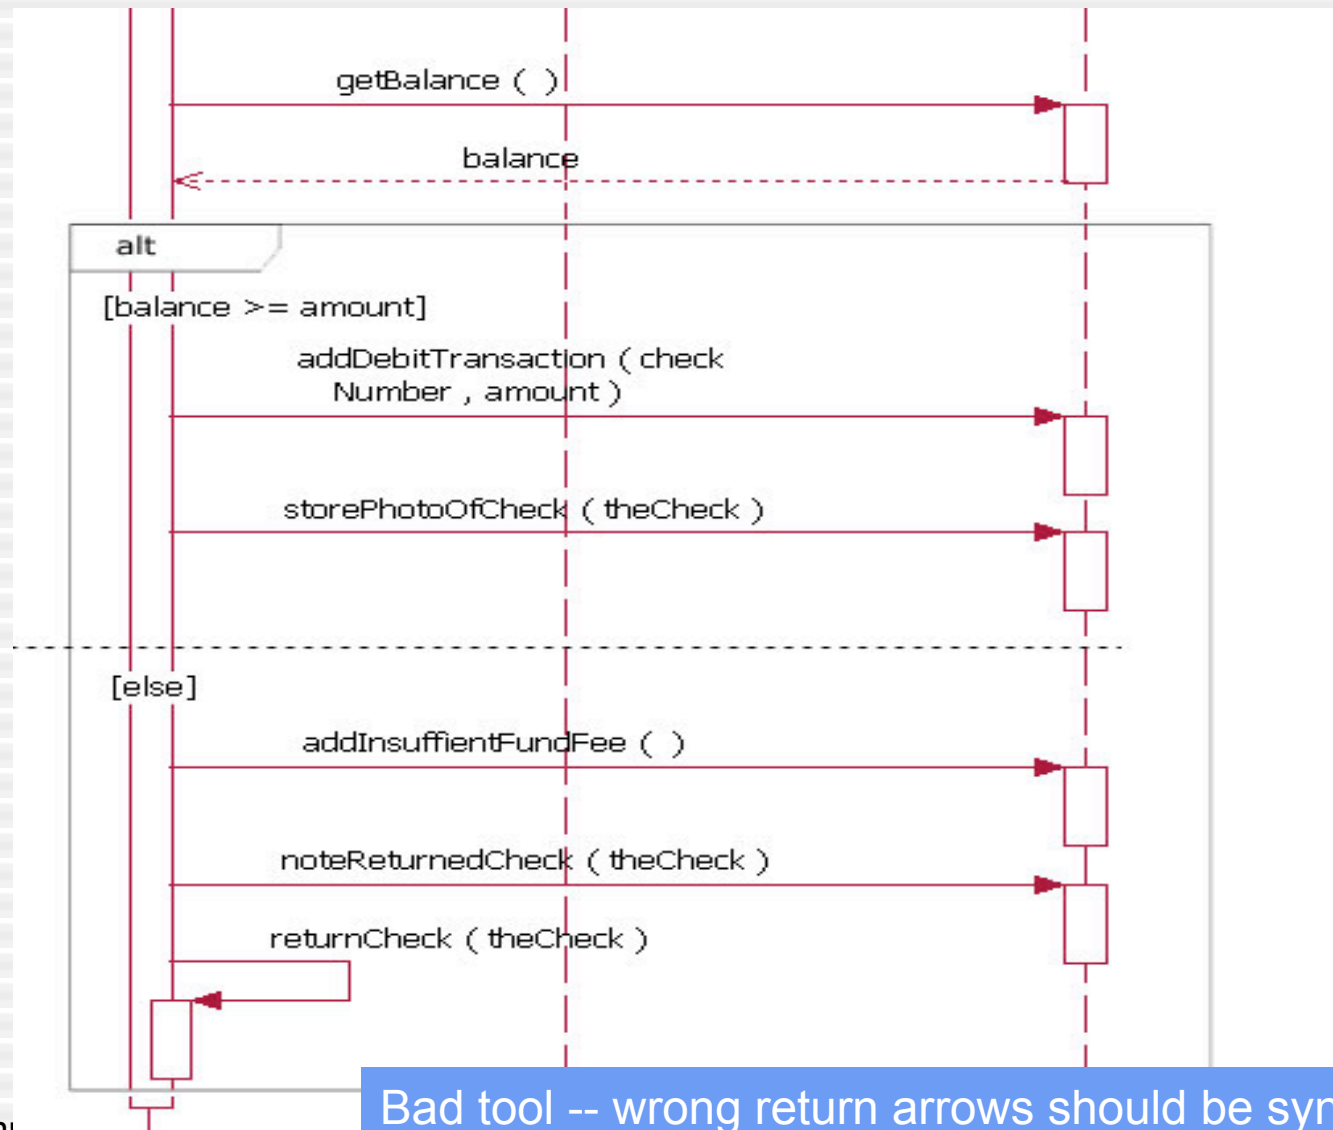 getBalance ( )
balance
alt
[balance >= amount]
addDebitTransaction ( check
Number , amount )
storePhotoOfCheck ( theCheck )
[else]
addInsuffientFundFee ( )
noteReturnedCheck ( theCheck )
returnCheck ( theCheck )
Bad tool -- wrong return arrows should be